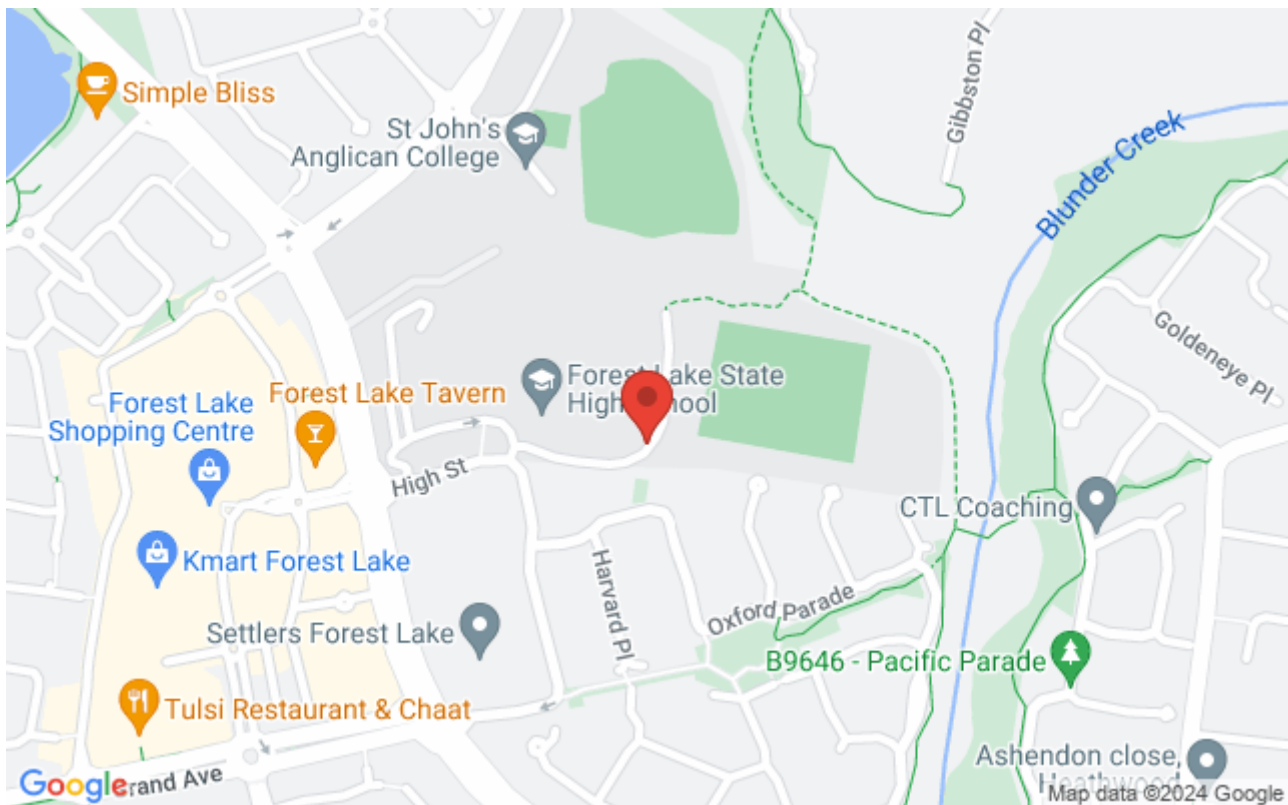 Simple Bliss
St John's
Anglican College
Gibbston Pl
Blunder Creek
Goldeneye Pl
Forest Lake State
High School
Forest Lake Tavern
Forest Lake
Shopping Centre
High St
CTL Coaching
Kmart Forest Lake
Harvard Pl
Oxford Parade
Settlers Forest Lake
B9646 - Pacific Parade
Tulsi Restaurant & Chaat
Ashendon close,
Heathwood
Google
rand Ave
Map data ©2024 Google